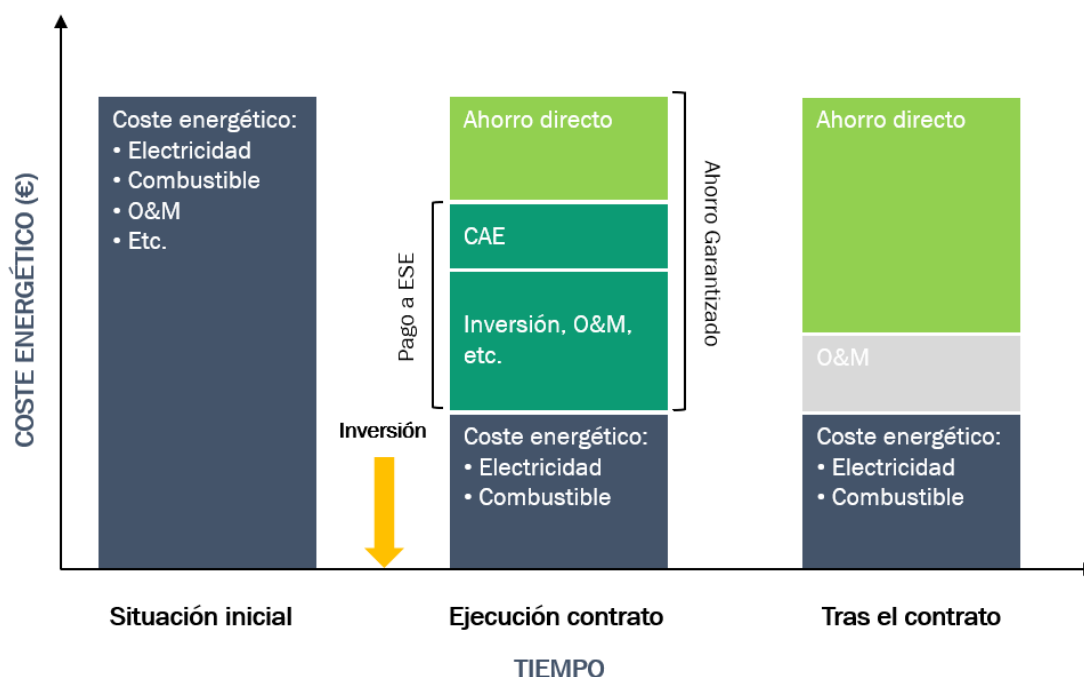 COSTE ENERGÉTICO (€)
Coste energético:
• Electricidad
• Combustible
• O&M
• Etc.
Inversión
Pago a ESE
Ahorro directo
CAE
Inversión, O&M,
etc.
Coste energético:
• Electricidad
• Combustible
Ahorro Garantizado
Ahorro directo
O&M
Coste energético:
• Electricidad
• Combustible
Situación inicial
Ejecución contrato
Tras el contrato
TIEMPO